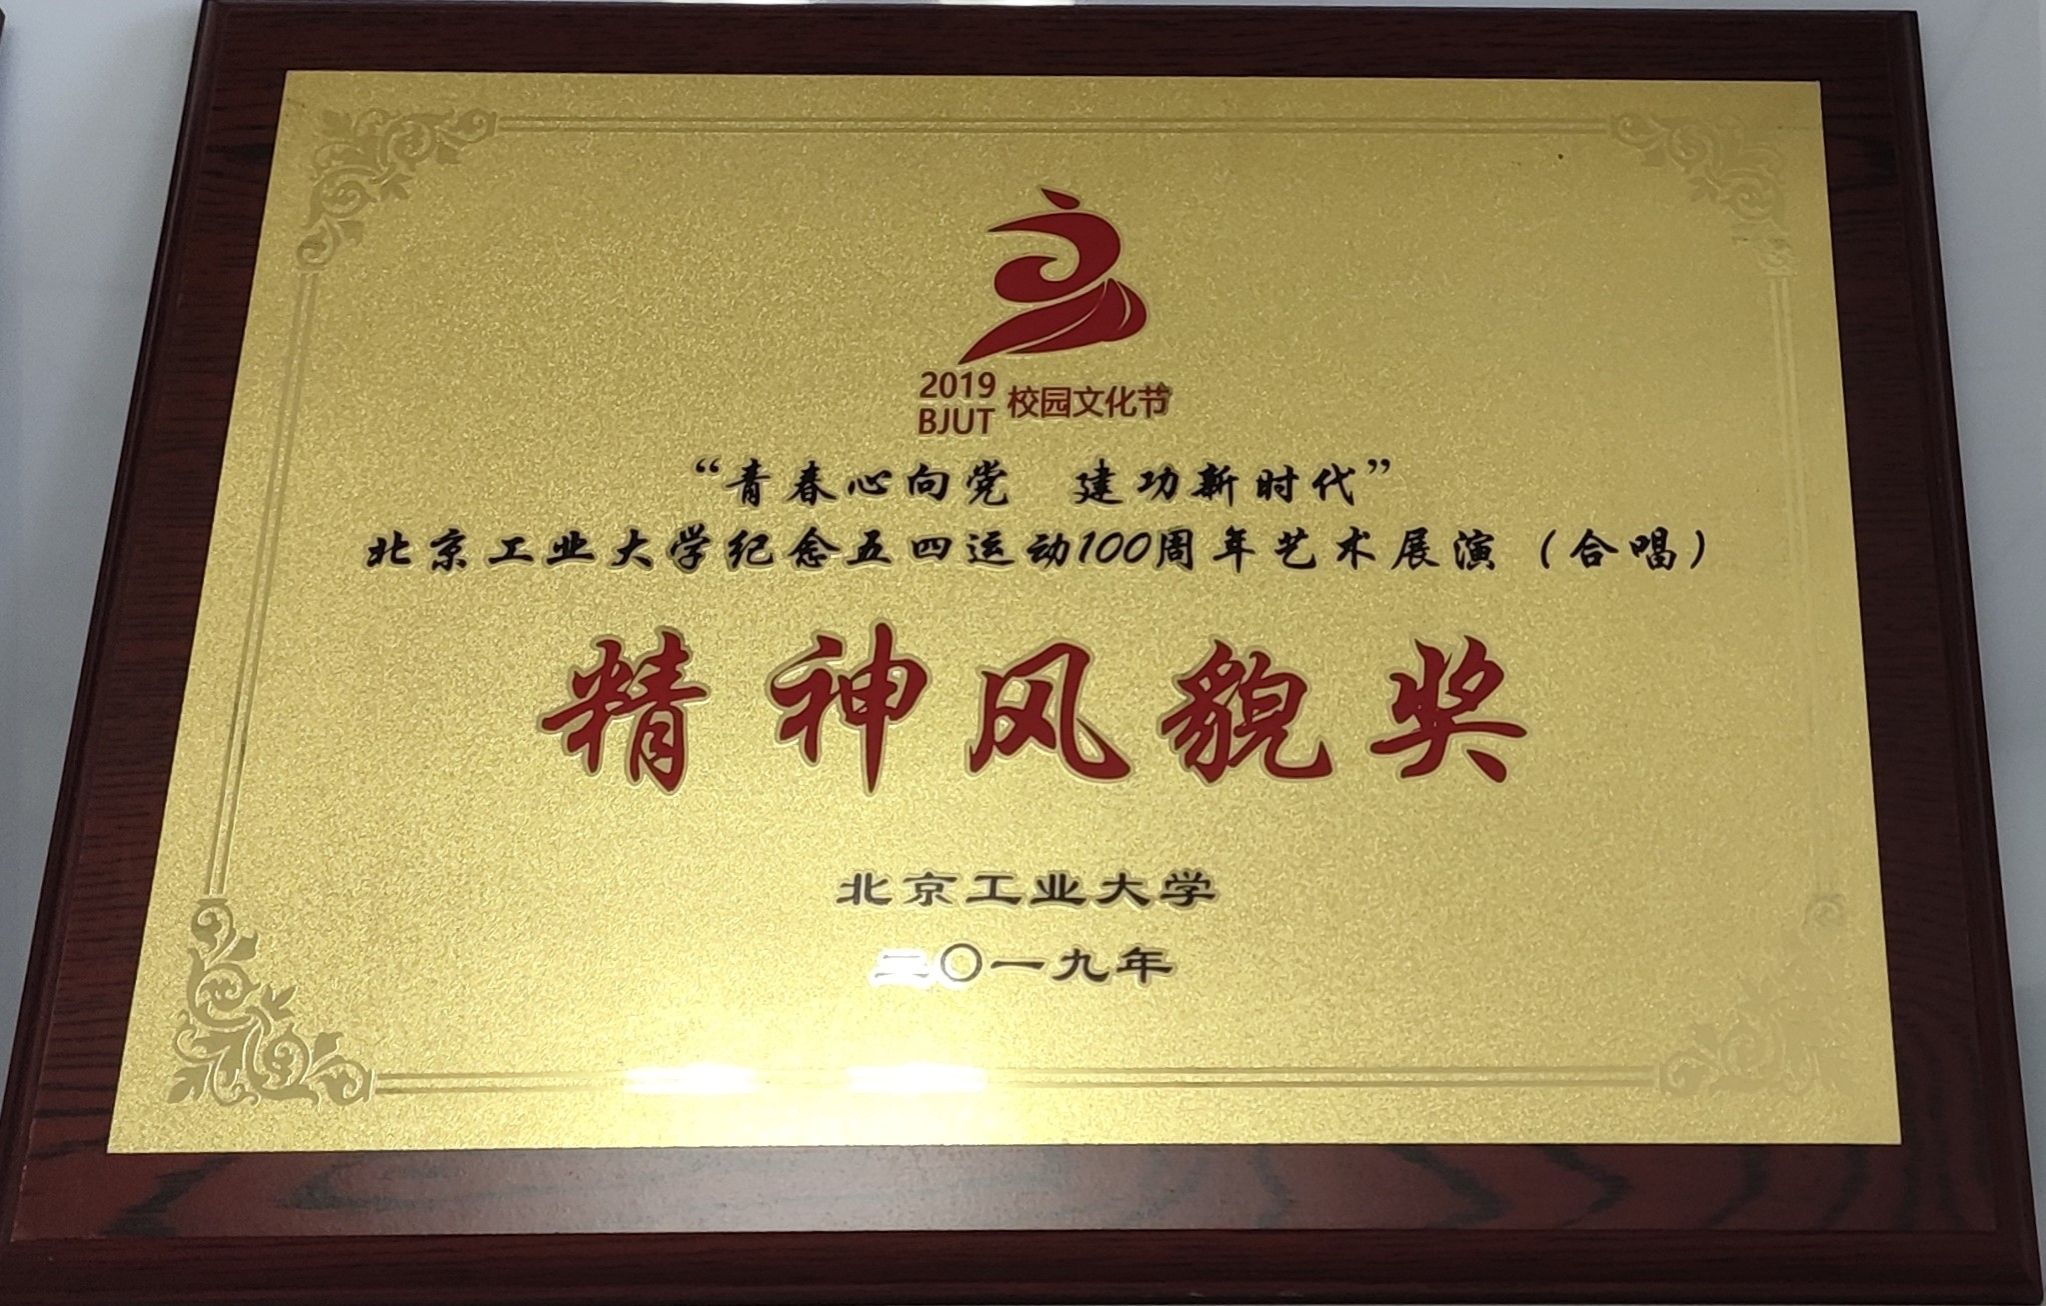 2019
BJUT 校园文化节
“青春心向党 建功新时代”
北京工业大学纪念五四运动100周年艺术展演（合唱）
精神风貌奖
北京工业大学
二〇一九年